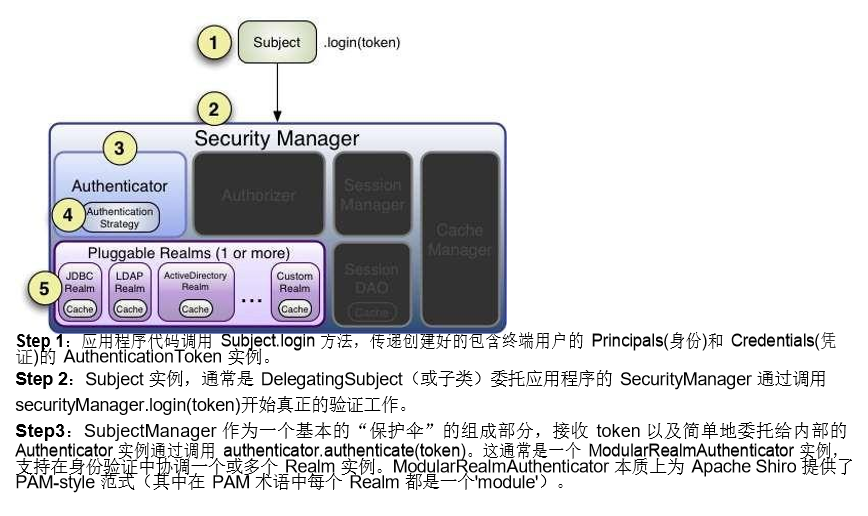 1
Subject
.login(token)
2
Security Manager
3
Authenticator
4
Authentication
Strategy
Authorizer
Session
Manager
Cache
Manager
Pluggable Realms (1 or more)
5
JDBC
Realm
Cache
LDAP
Realm
Cache
ActiveDirectory
Realm
Cache
...
Custom
Realm
Cache
Session
DAO
Cache
Step 1：应用程序代码调用 Subject.login 方法，传递创建好的包含终端用户的 Principals(身份)和 Credentials(凭
证)的 AuthenticationToken 实例。
Step 2：Subject 实例，通常是 DelegatingSubject（或子类）委托应用程序的 SecurityManager 通过调用
securityManager.login(token)开始真正的验证工作。
Step3：SubjectManager 作为一个基本的“保护伞”的组成部分，接收 token 以及简单地委托给内部的
Authenticator 实例通过调用 authenticator.authenticate(token)。这通常是一个 ModularRealmAuthenticator 实例，
支持在身份验证中协调一个或多个 Realm 实例。ModularRealmAuthenticator 本质上为 Apache Shiro 提供了
PAM-style 范式（其中在 PAM 术语中每个 Realm 都是一个'module'）。